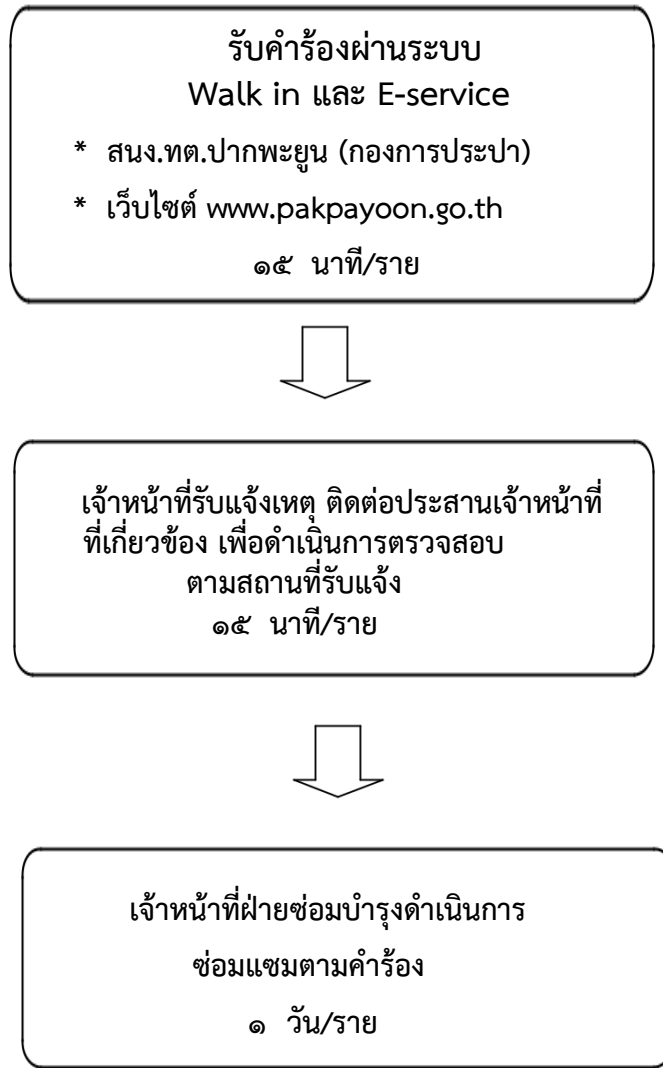 รับคำร้องผ่านระบบ
Walk in และ E-service
* สนง.ทต.ปากพะยูน (กองการประปา)
* เว็บไซต์ www.pakpayoon.go.th
๑๕ นาที/ราย
เจ้าหน้าที่รับแจ้งเหตุ ติดต่อประสานเจ้าหน้าที่
ที่เกี่ยวข้อง เพื่อดำเนินการตรวจสอบ
ตามสถานที่รับแจ้ง
๑๕ นาที/ราย
เจ้าหน้าที่ฝ่ายซ่อมบำรุงดำเนินการ
ซ่อมแซมตามคำร้อง
๑ วัน/ราย